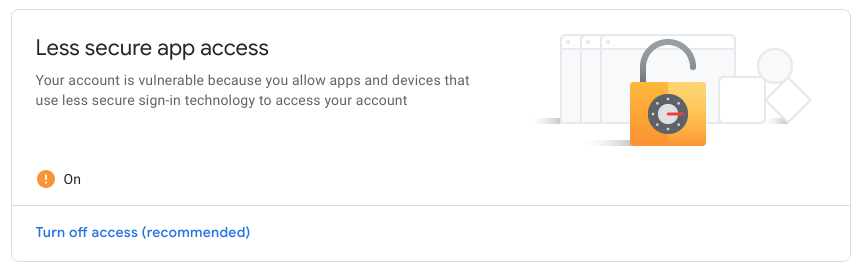 Less secure app access
Your account is vulnerable because you allow apps and devices that
use less secure sign-in technology to access your account
On
Turn off access (recommended)